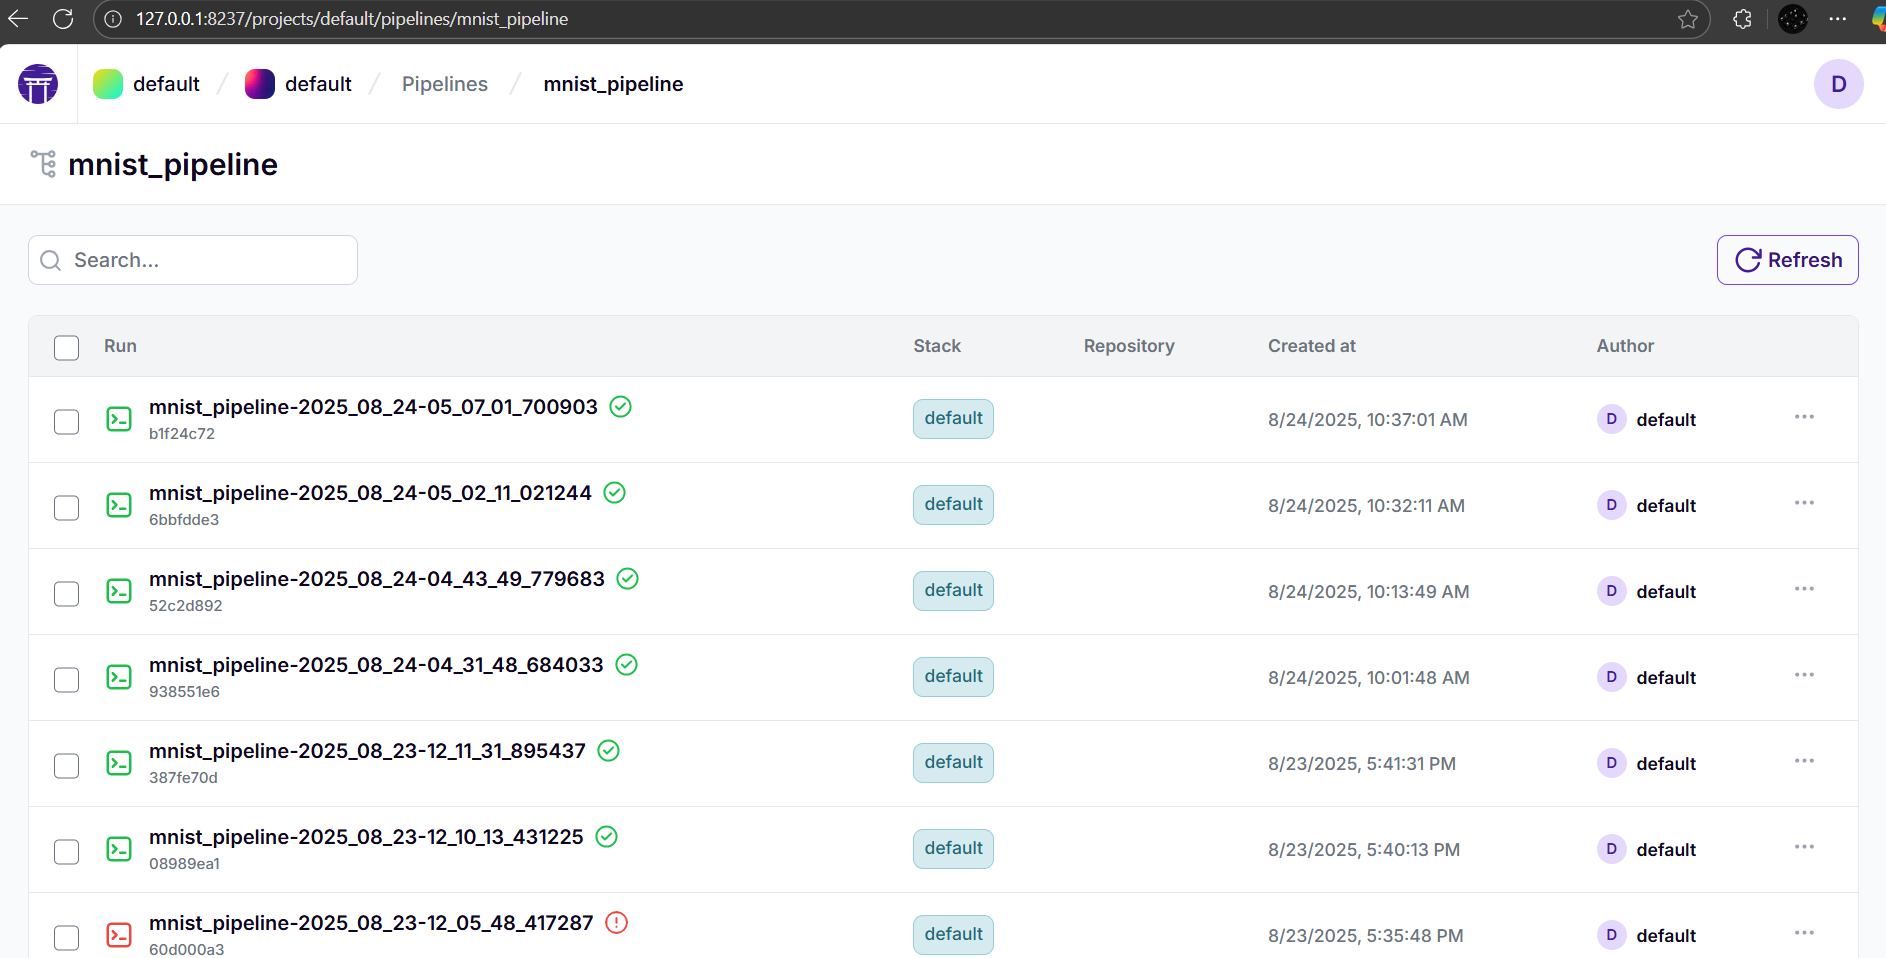 127.0.0.1:8237/projects/default/pipelines/mnist_pipeline
default / default / Pipelines / mnist_pipeline D
mnist_pipeline
Search...
Refresh
Run Stack Repository Created at Author
mnist_pipeline-2025_08_24-05_07_01_700903
b1f24c72
default 8/24/2025, 10:37:01 AM D default
mnist_pipeline-2025_08_24-05_02_11_021244
6bbfdde3
default 8/24/2025, 10:32:11 AM D default
mnist_pipeline-2025_08_24-04_43_49_779683
52c2d892
default 8/24/2025, 10:13:49 AM D default
mnist_pipeline-2025_08_24-04_31_48_684033
938551e6
default 8/24/2025, 10:01:48 AM D default
mnist_pipeline-2025_08_23-12_11_31_895437
387fe70d
default 8/23/2025, 5:41:31 PM D default
mnist_pipeline-2025_08_23-12_10_13_431225
08989ea1
default 8/23/2025, 5:40:13 PM D default
mnist_pipeline-2025_08_23-12_05_48_417287
60d000a3
default 8/23/2025, 5:35:48 PM D default